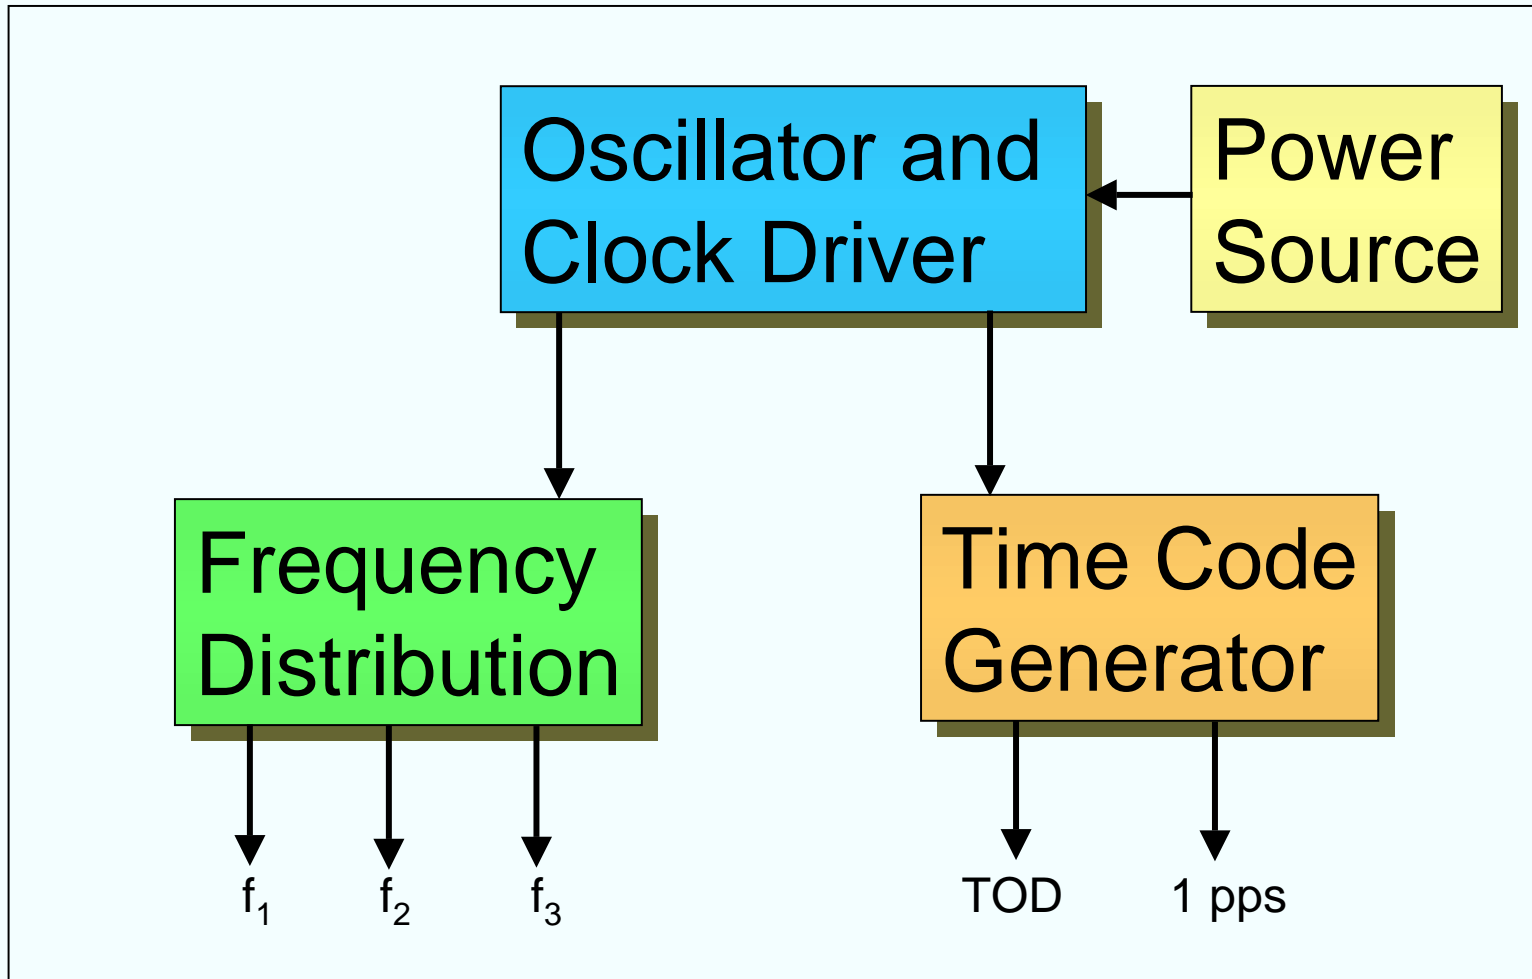 Oscillator and
Clock Driver
Power
Source
Frequency
Distribution
Time Code
Generator
f₁
f₂
f₃
TOD
1 pps